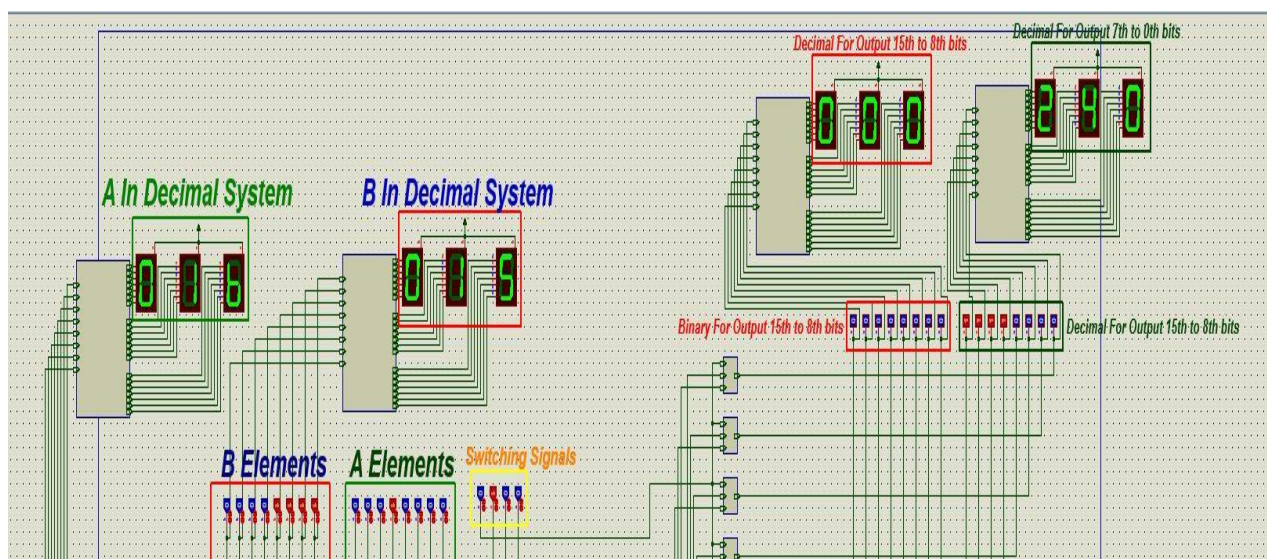 Decimal For Output 7th to 0th bits
Decimal For Output 15th to 8th bits
240
000
A In Decimal System
B In Decimal System
016
015
Binary For Output 15th to 8th bits
Decimal For Output 15th to 8th bits
B Elements
A Elements
Switching Signals